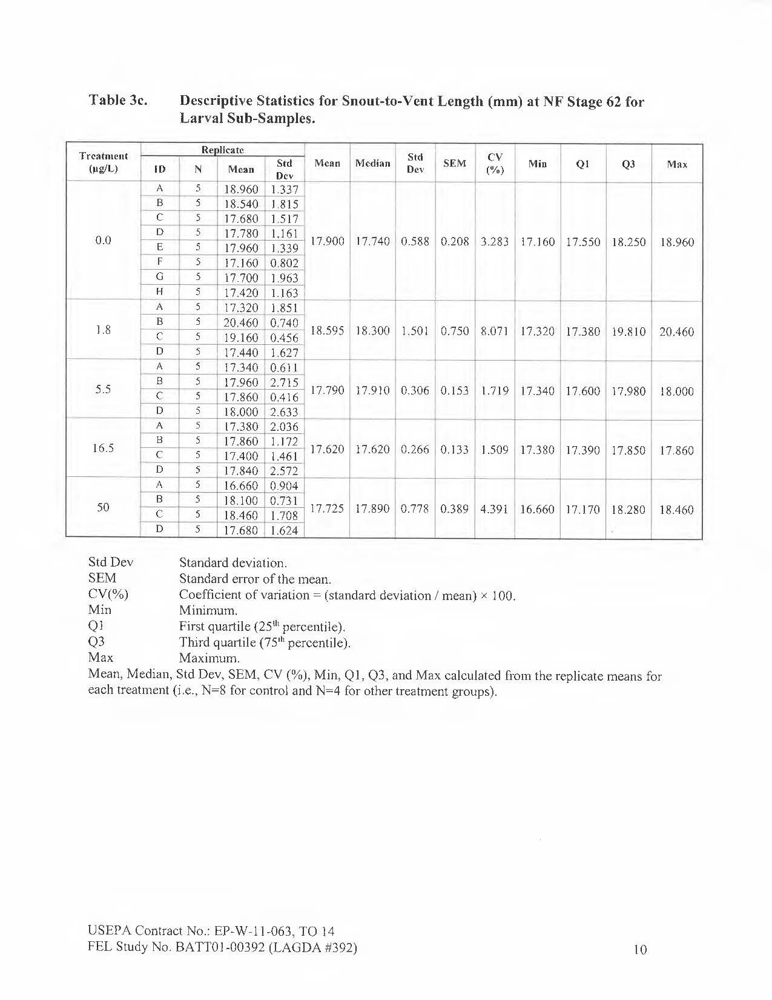 Table 3c. Descriptive Statistics for Snout-to-Vent Length (mm) at NF Stage 62 for
Larval Sub-Samples.
Treatment (µg/L) Replicate Mean Median Std Dev SEM CV (%) Min Q1 Q3 Max
ID N Mean Std Dev
0.0 A 5 18.960 1.337 17.900 17.740 0.588 0.208 3.283 17.160 17.550 18.250 18.960
B 5 18.540 1.815
C 5 17.680 1.517
D 5 17.780 1.161
E 5 17.960 1.339
F 5 17.160 0.802
G 5 17.700 1.963
H 5 17.420 1.163
1.8 A 5 17.320 1.851 18.595 18.300 1.501 0.750 8.071 17.320 17.380 19.810 20.460
B 5 20.460 0.740
C 5 19.160 0.456
D 5 17.440 1.627
5.5 A 5 17.340 0.611 17.790 17.910 0.306 0.153 1.719 17.340 17.600 17.980 18.000
B 5 17.960 2.715
C 5 17.860 0.416
D 5 18.000 2.633
16.5 A 5 17.380 2.036 17.620 17.620 0.266 0.133 1.509 17.380 17.390 17.850 17.860
B 5 17.860 1.172
C 5 17.400 1.461
D 5 17.840 2.572
50 A 5 16.660 0.904 17.725 17.890 0.778 0.389 4.391 16.660 17.170 18.280 18.460
B 5 18.100 0.731
C 5 18.460 1.708
D 5 17.680 1.624
Std Dev Standard deviation.
SEM Standard error of the mean.
CV(%) Coefficient of variation = (standard deviation / mean) × 100.
Min Minimum.
Q1 First quartile (25th percentile).
Q3 Third quartile (75th percentile).
Max Maximum.
Mean, Median, Std Dev, SEM, CV (%), Min, Q1, Q3, and Max calculated from the replicate means for
each treatment (i.e., N=8 for control and N=4 for other treatment groups).
USEPA Contract No.: EP-W-11-063, TO 14
FEL Study No. BATT01-00392 (LAGDA #392) 10